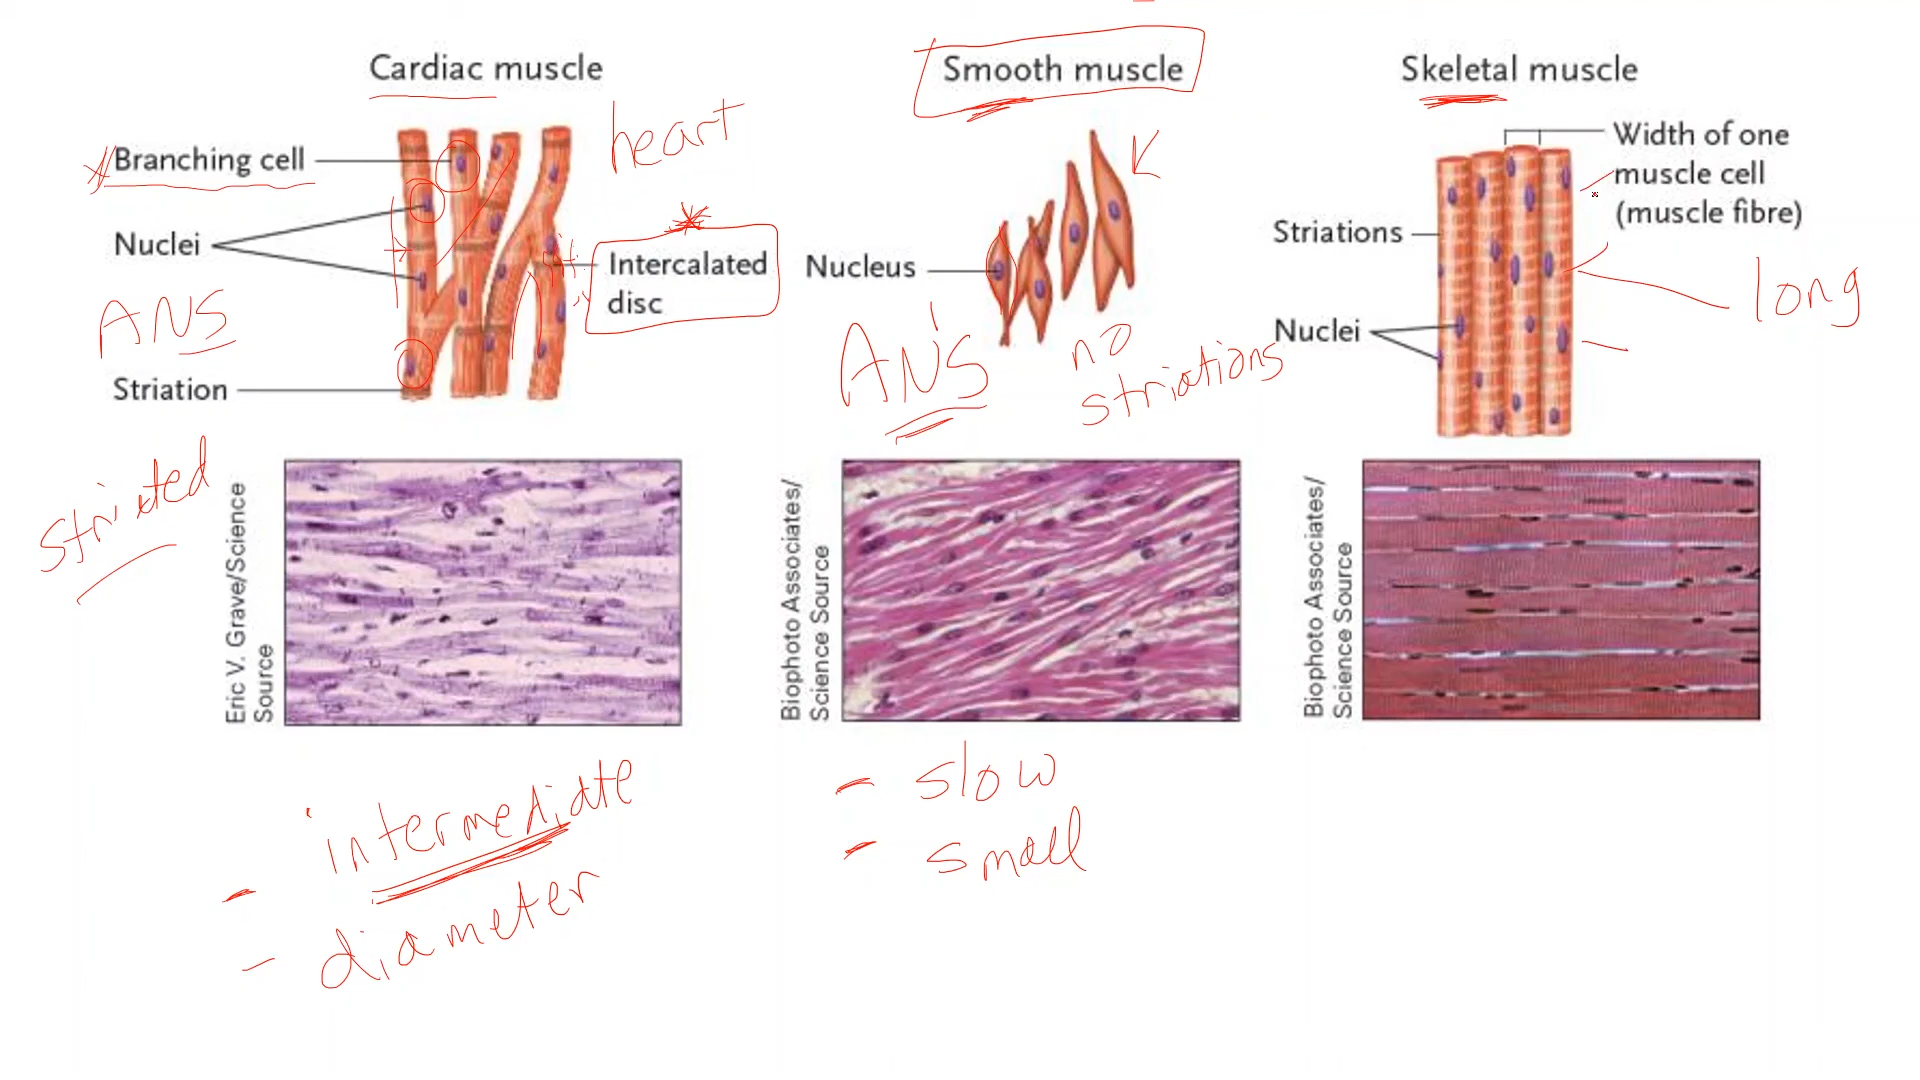 Cardiac muscle
Branching cell
heart
Nuclei
Intercalated
disc
ANS
Striation
striated
Eric V. Grave/Science
Source
- intermediate
- diameter
Smooth muscle
Nucleus
ANS
no
striations
Biophoto Associates/
Science Source
- slow
- small
Skeletal muscle
Width of one
muscle cell
(muscle fibre)
Striations
long
Nuclei
Biophoto Associates/
Science Source